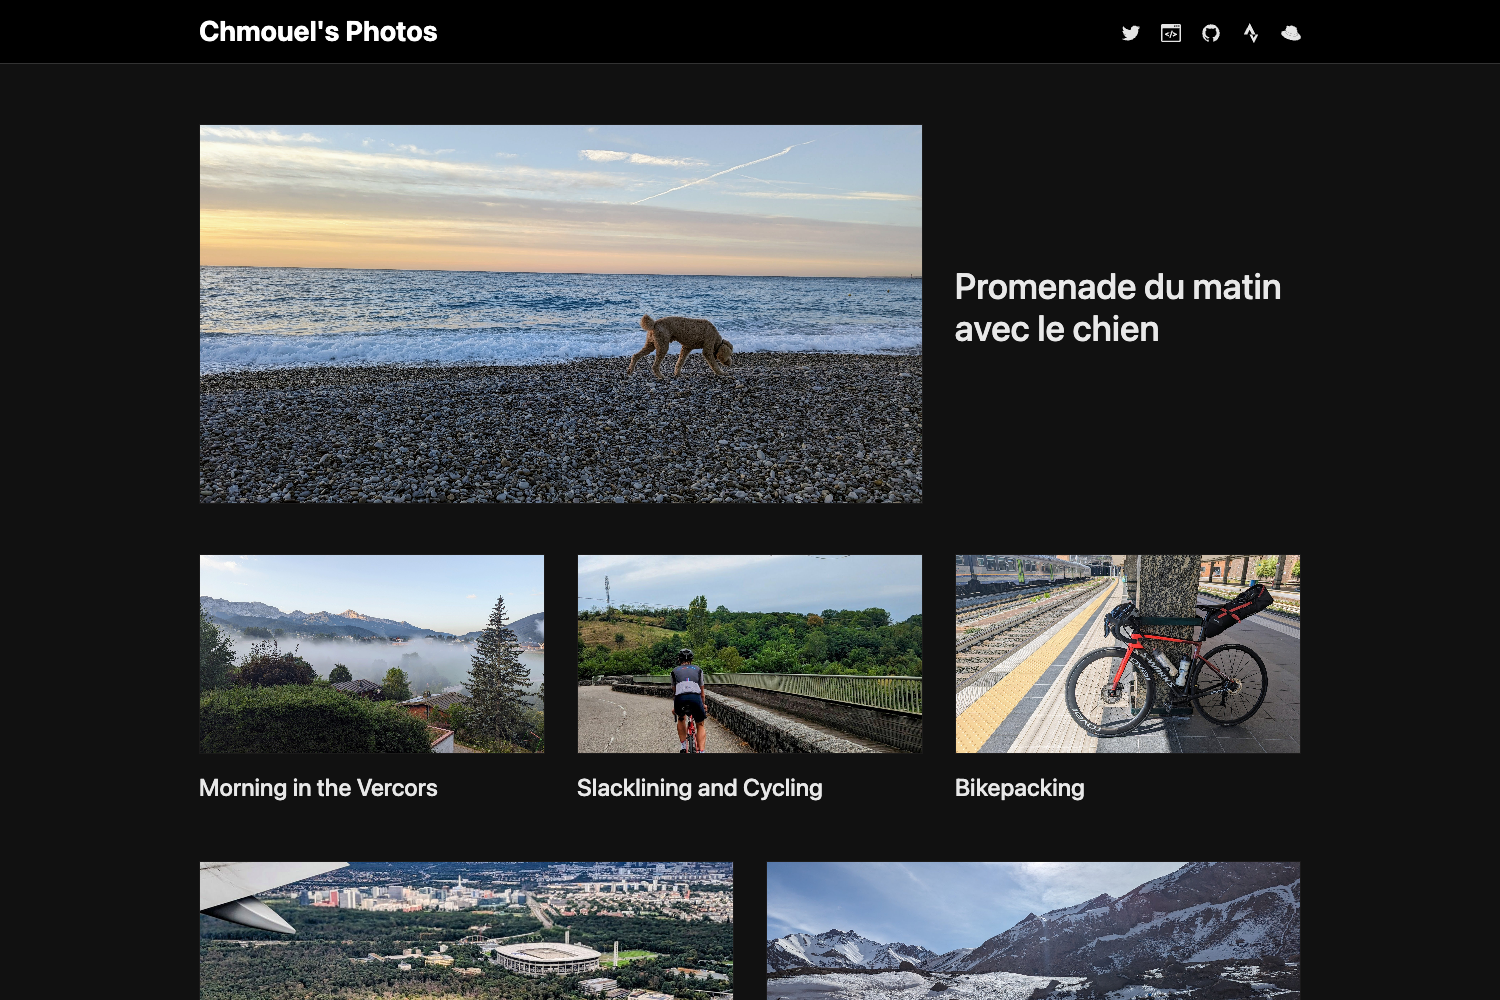 Chmouel's Photos
Promenade du matin
avec le chien
Morning in the Vercors
Slacklining and Cycling
Bikepacking